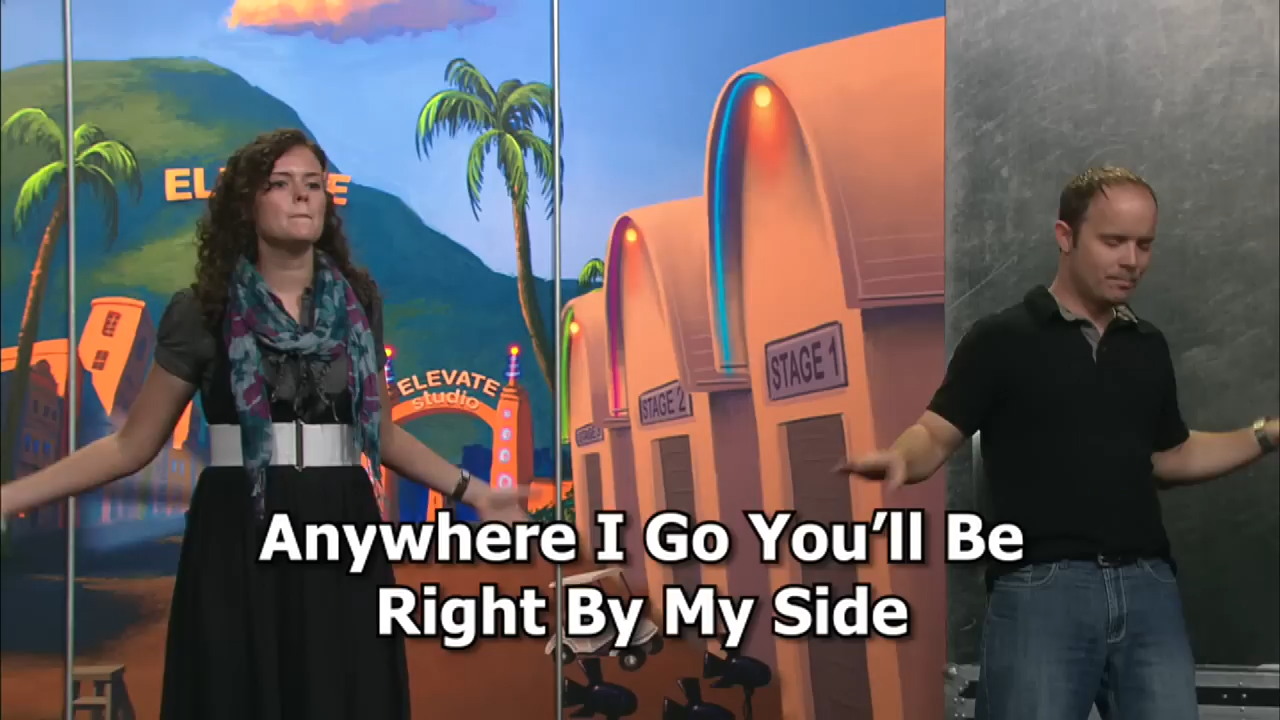 ELEVATE
studio
STAGE 2
STAGE 1
Anywhere I Go You'll Be
Right By My Side